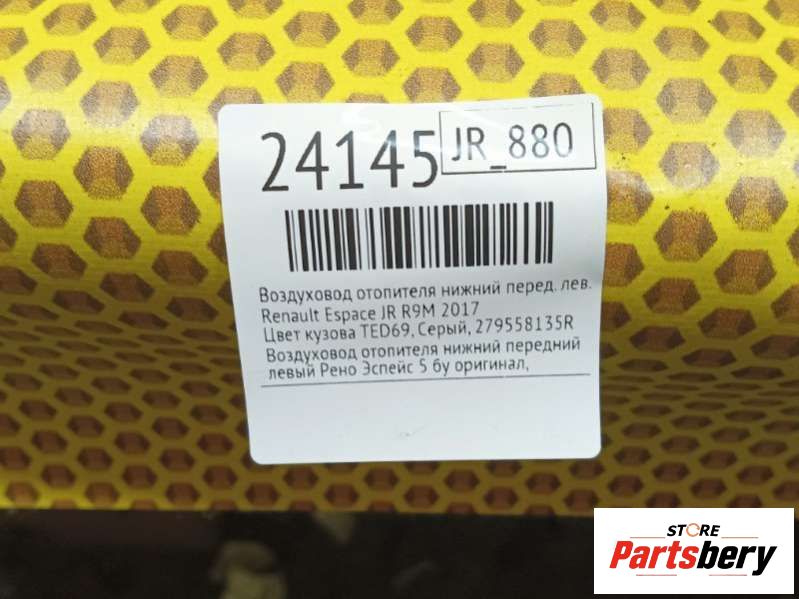 24145
JR_880
Воздуховод отопителя нижний перед. лев.
Renault Espace JR R9M 2017
Цвет кузова TED69, Серый, 279558135R
Воздуховод отопителя нижний передний
левый Рено Эспейс 5 бу оригинал,
STORE
Partsbery